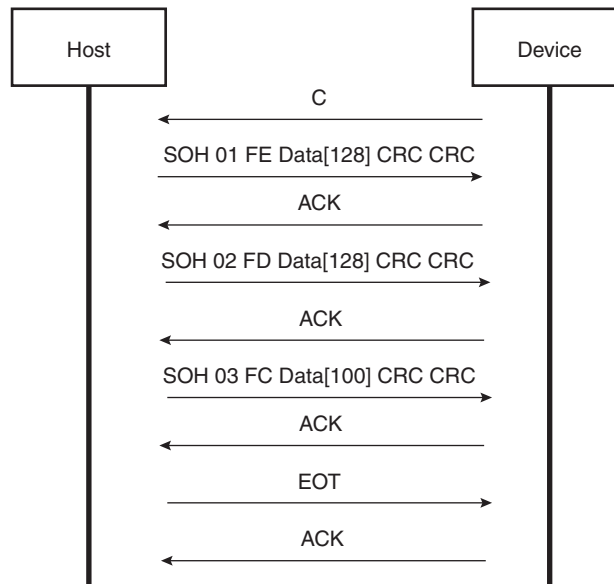 Host
Device
C
SOH 01 FE Data[128] CRC CRC
ACK
SOH 02 FD Data[128] CRC CRC
ACK
SOH 03 FC Data[100] CRC CRC
ACK
EOT
ACK